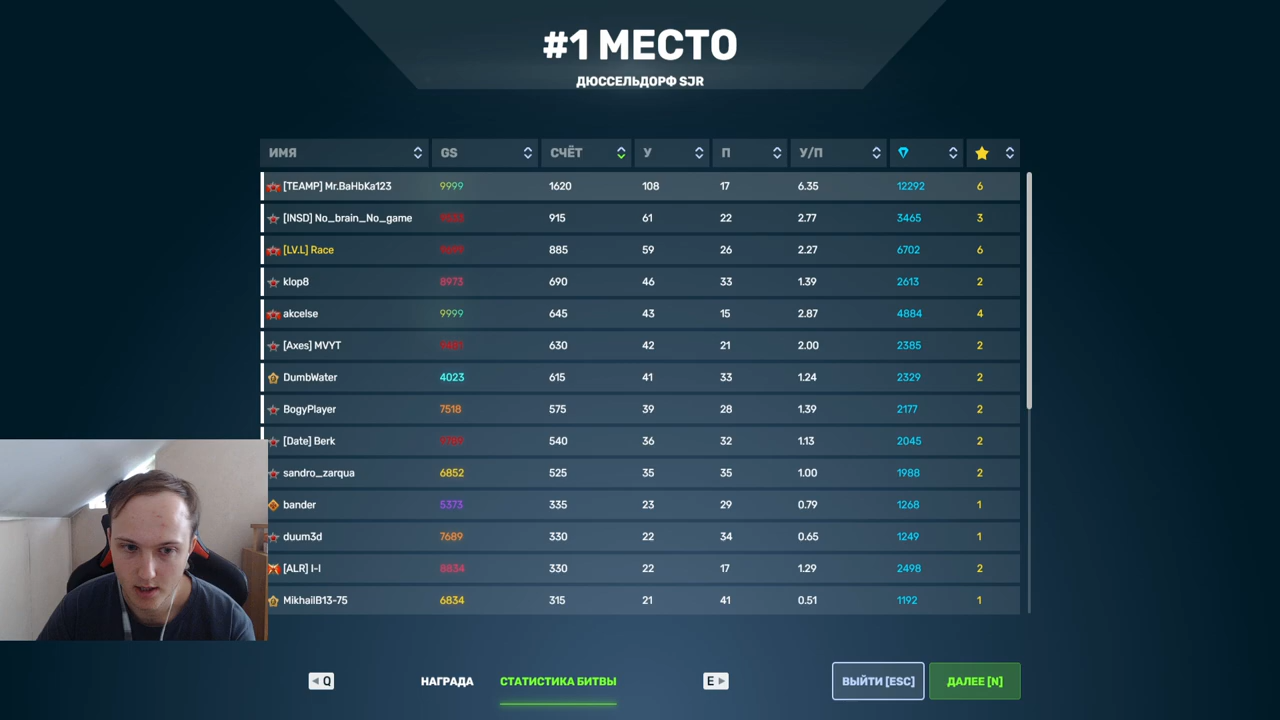 #1 МЕСТО
ДЮССЕЛЬДОРФ SJR
ИМЯ GS СЧЁТ У П У/П
[TEAMP] Mr.BaHbKa123 9999 1620 108 17 6.35 12292 6
[INSD] No_brain_No_game 915 61 22 2.77 3465 3
[LV.L] Race 885 59 26 2.27 6702 6
klop8 8973 690 46 33 1.39 2613 2
akcelse 9999 645 43 15 2.87 4884 4
[Axes] MVYT 630 42 21 2.00 2385 2
DumbWater 4023 615 41 33 1.24 2329 2
BogyPlayer 7518 575 39 28 1.39 2177 2
[Date] Berk 540 36 32 1.13 2045 2
sandro_zarqua 6852 525 35 35 1.00 1988 2
bander 5373 335 23 29 0.79 1268 1
duum3d 7689 330 22 34 0.65 1249 1
[ALR] I-I 8834 330 22 17 1.29 2498 2
MikhailB13-75 6834 315 21 41 0.51 1192 1
Q НАГРАДА СТАТИСТИКА БИТВЫ E ВЫЙТИ [ESC] ДАЛЕЕ [N]